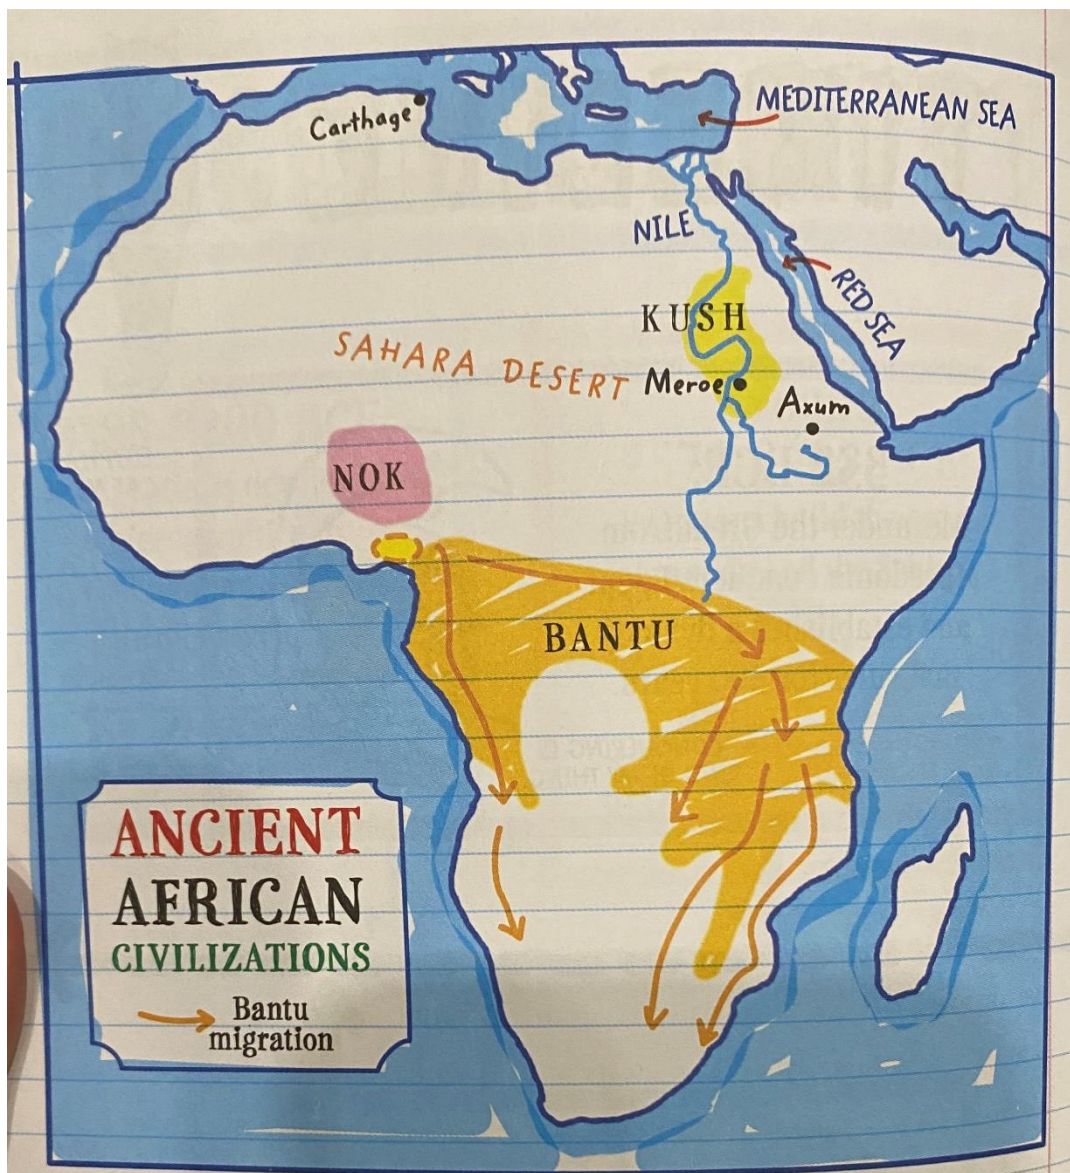 MEDITERRANEAN SEA
Carthage
NILE
RED SEA
KUSH
SAHARA DESERT
Meroe
Axum
NOK
BANTU
ANCIENT
AFRICAN
CIVILIZATIONS
Bantu
migration